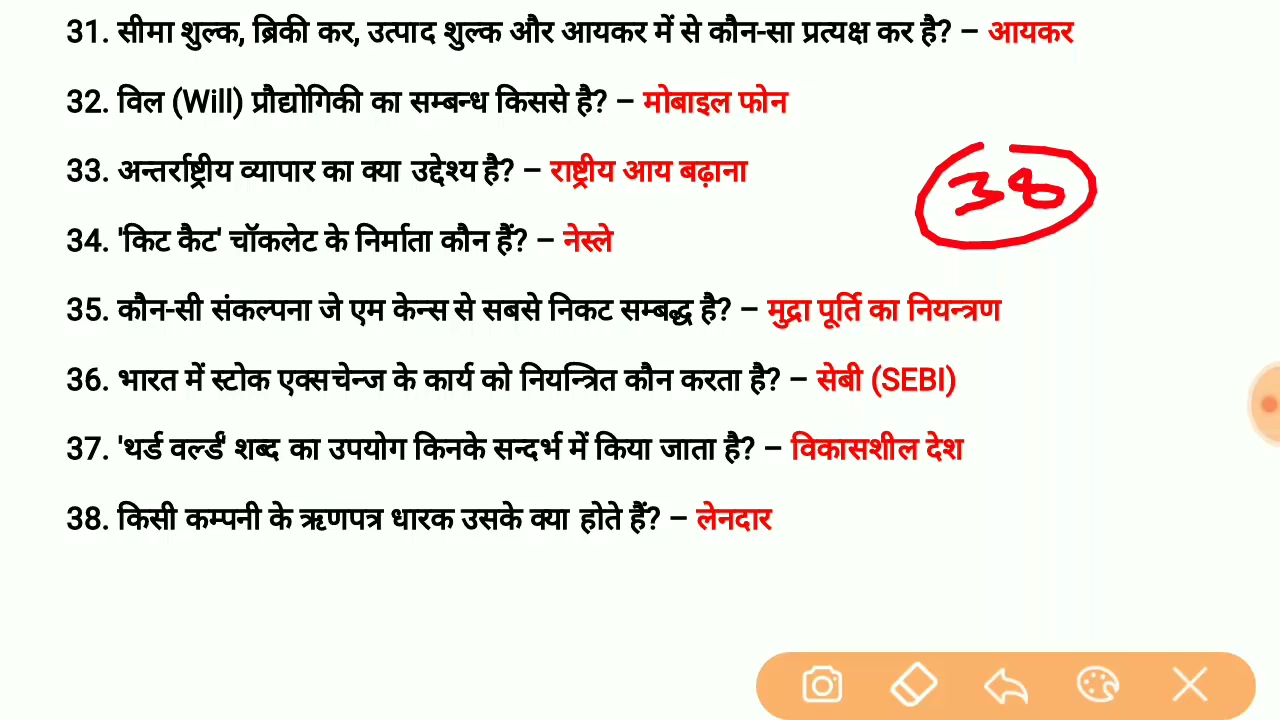 31. सीमा शुल्क, ब्रिकी कर, उत्पाद शुल्क और आयकर में से कौन-सा प्रत्यक्ष कर है? – आयकर
32. विल (Will) प्रौद्योगिकी का सम्बन्ध किससे है? – मोबाइल फोन
33. अन्तर्राष्ट्रीय व्यापार का क्या उद्देश्य है? – राष्ट्रीय आय बढ़ाना
38
34. 'किट कैट' चॉकलेट के निर्माता कौन हैं? – नेस्ले
35. कौन-सी संकल्पना जे एम केन्स से सबसे निकट सम्बद्ध है? – मुद्रा पूर्ति का नियन्त्रण
36. भारत में स्टोक एक्सचेन्ज के कार्य को नियन्त्रित कौन करता है? – सेबी (SEBI)
37. 'थर्ड वर्ल्ड' शब्द का उपयोग किनके सन्दर्भ में किया जाता है? – विकासशील देश
38. किसी कम्पनी के ऋणपत्र धारक उसके क्या होते हैं? – लेनदार